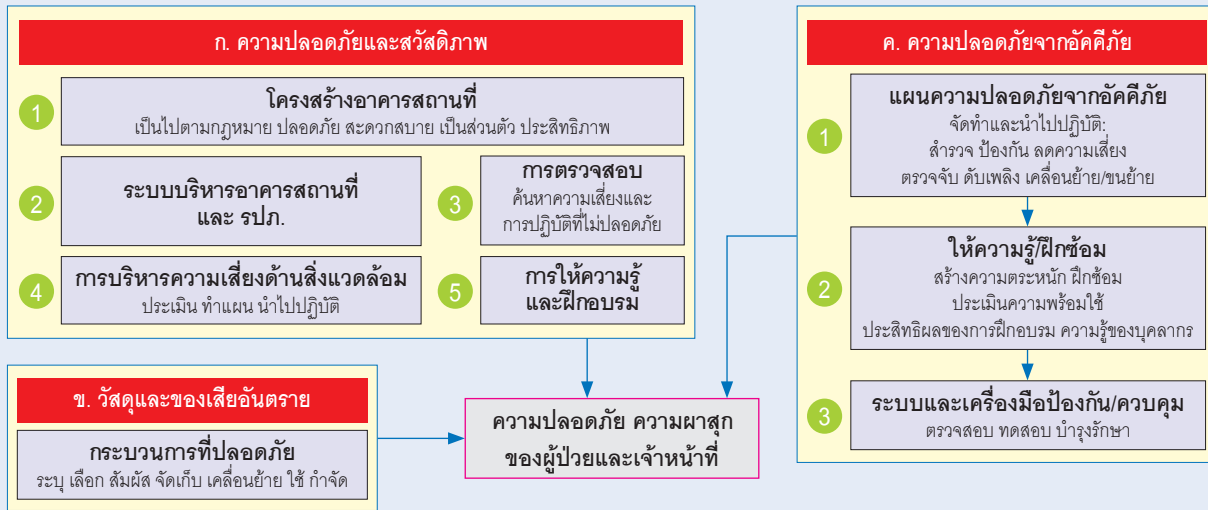 ก. ความปลอดภัยและสวัสดิภาพ
1
โครงสร้างอาคารสถานที่
เป็นไปตามกฎหมาย ปลอดภัย สะดวกสบาย เป็นส่วนตัว ประสิทธิภาพ
2
ระบบบริหารอาคารสถานที่
และ รปภ.
3
การตรวจสอบ
ค้นหาความเสี่ยงและ
การปฏิบัติที่ไม่ปลอดภัย
4
การบริหารความเสี่ยงด้านสิ่งแวดล้อม
ประเมิน ทำแผน นำไปปฏิบัติ
5
การให้ความรู้
และฝึกอบรม
ข. วัสดุและของเสียอันตราย
กระบวนการที่ปลอดภัย
ระบุ เลือก สัมผัส จัดเก็บ เคลื่อนย้าย ใช้ กำจัด
ความปลอดภัย ความผาสุก
ของผู้ป่วยและเจ้าหน้าที่
ค. ความปลอดภัยจากอัคคีภัย
1
แผนความปลอดภัยจากอัคคีภัย
จัดทำและนำไปปฏิบัติ:
สำรวจ ป้องกัน ลดความเสี่ยง
ตรวจจับ ดับเพลิง เคลื่อนย้าย/ขนย้าย
2
ให้ความรู้/ฝึกซ้อม
สร้างความตระหนัก ฝึกซ้อม
ประเมินความพร้อมใช้
ประสิทธิผลของการฝึกอบรม ความรู้ของบุคลากร
3
ระบบและเครื่องมือป้องกัน/ควบคุม
ตรวจสอบ ทดสอบ บำรุงรักษา